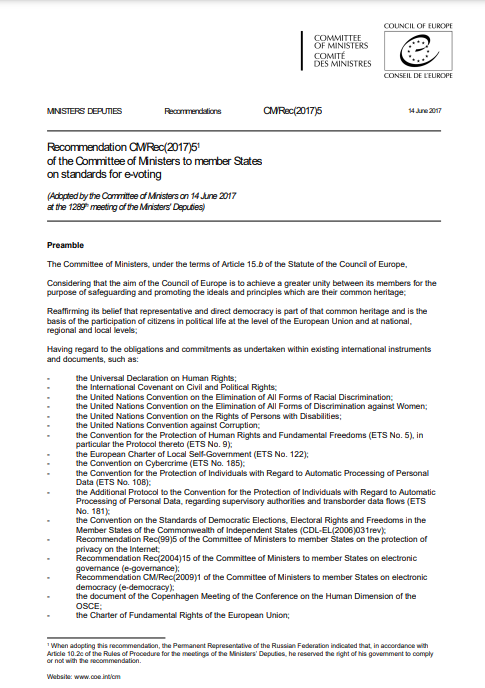 COMMITTEE
OF MINISTERS
COMITÉ
DES MINISTRES
COUNCIL OF EUROPE
CONSEIL DE L'EUROPE
MINISTERS' DEPUTIES Recommendations CM/Rec(2017)5 14 June 2017
Recommendation CM/Rec(2017)5¹
of the Committee of Ministers to member States
on standards for e-voting
(Adopted by the Committee of Ministers on 14 June 2017
at the 1289th meeting of the Ministers' Deputies)
Preamble
The Committee of Ministers, under the terms of Article 15.b of the Statute of the Council of Europe,
Considering that the aim of the Council of Europe is to achieve a greater unity between its members for the
purpose of safeguarding and promoting the ideals and principles which are their common heritage;
Reaffirming its belief that representative and direct democracy is part of that common heritage and is the
basis of the participation of citizens in political life at the level of the European Union and at national,
regional and local levels;
Having regard to the obligations and commitments as undertaken within existing international instruments
and documents, such as:
- the Universal Declaration on Human Rights;
- the International Covenant on Civil and Political Rights;
- the United Nations Convention on the Elimination of All Forms of Racial Discrimination;
- the United Nations Convention on the Elimination of All Forms of Discrimination against Women;
- the United Nations Convention on the Rights of Persons with Disabilities;
- the United Nations Convention against Corruption;
- the Convention for the Protection of Human Rights and Fundamental Freedoms (ETS No. 5), in
particular the Protocol thereto (ETS No. 9);
- the European Charter of Local Self-Government (ETS No. 122);
- the Convention on Cybercrime (ETS No. 185);
- the Convention for the Protection of Individuals with Regard to Automatic Processing of Personal
Data (ETS No. 108);
- the Additional Protocol to the Convention for the Protection of Individuals with Regard to Automatic
Processing of Personal Data, regarding supervisory authorities and transborder data flows (ETS
No. 181);
- the Convention on the Standards of Democratic Elections, Electoral Rights and Freedoms in the
Member States of the Commonwealth of Independent States (CDL-EL(2006)031rev);
- Recommendation Rec(99)5 of the Committee of Ministers to member States on the protection of
privacy on the Internet;
- Recommendation Rec(2004)15 of the Committee of Ministers to member States on electronic
governance (e-governance);
- Recommendation CM/Rec(2009)1 of the Committee of Ministers to member States on electronic
democracy (e-democracy);
- the document of the Copenhagen Meeting of the Conference on the Human Dimension of the
OSCE;
- the Charter of Fundamental Rights of the European Union;
¹ When adopting this recommendation, the Permanent Representative of the Russian Federation indicated that, in accordance with
Article 10.2c of the Rules of Procedure for the meetings of the Ministers' Deputies, he reserved the right of his government to comply
or not with the recommendation.
Website: www.coe.int/cm